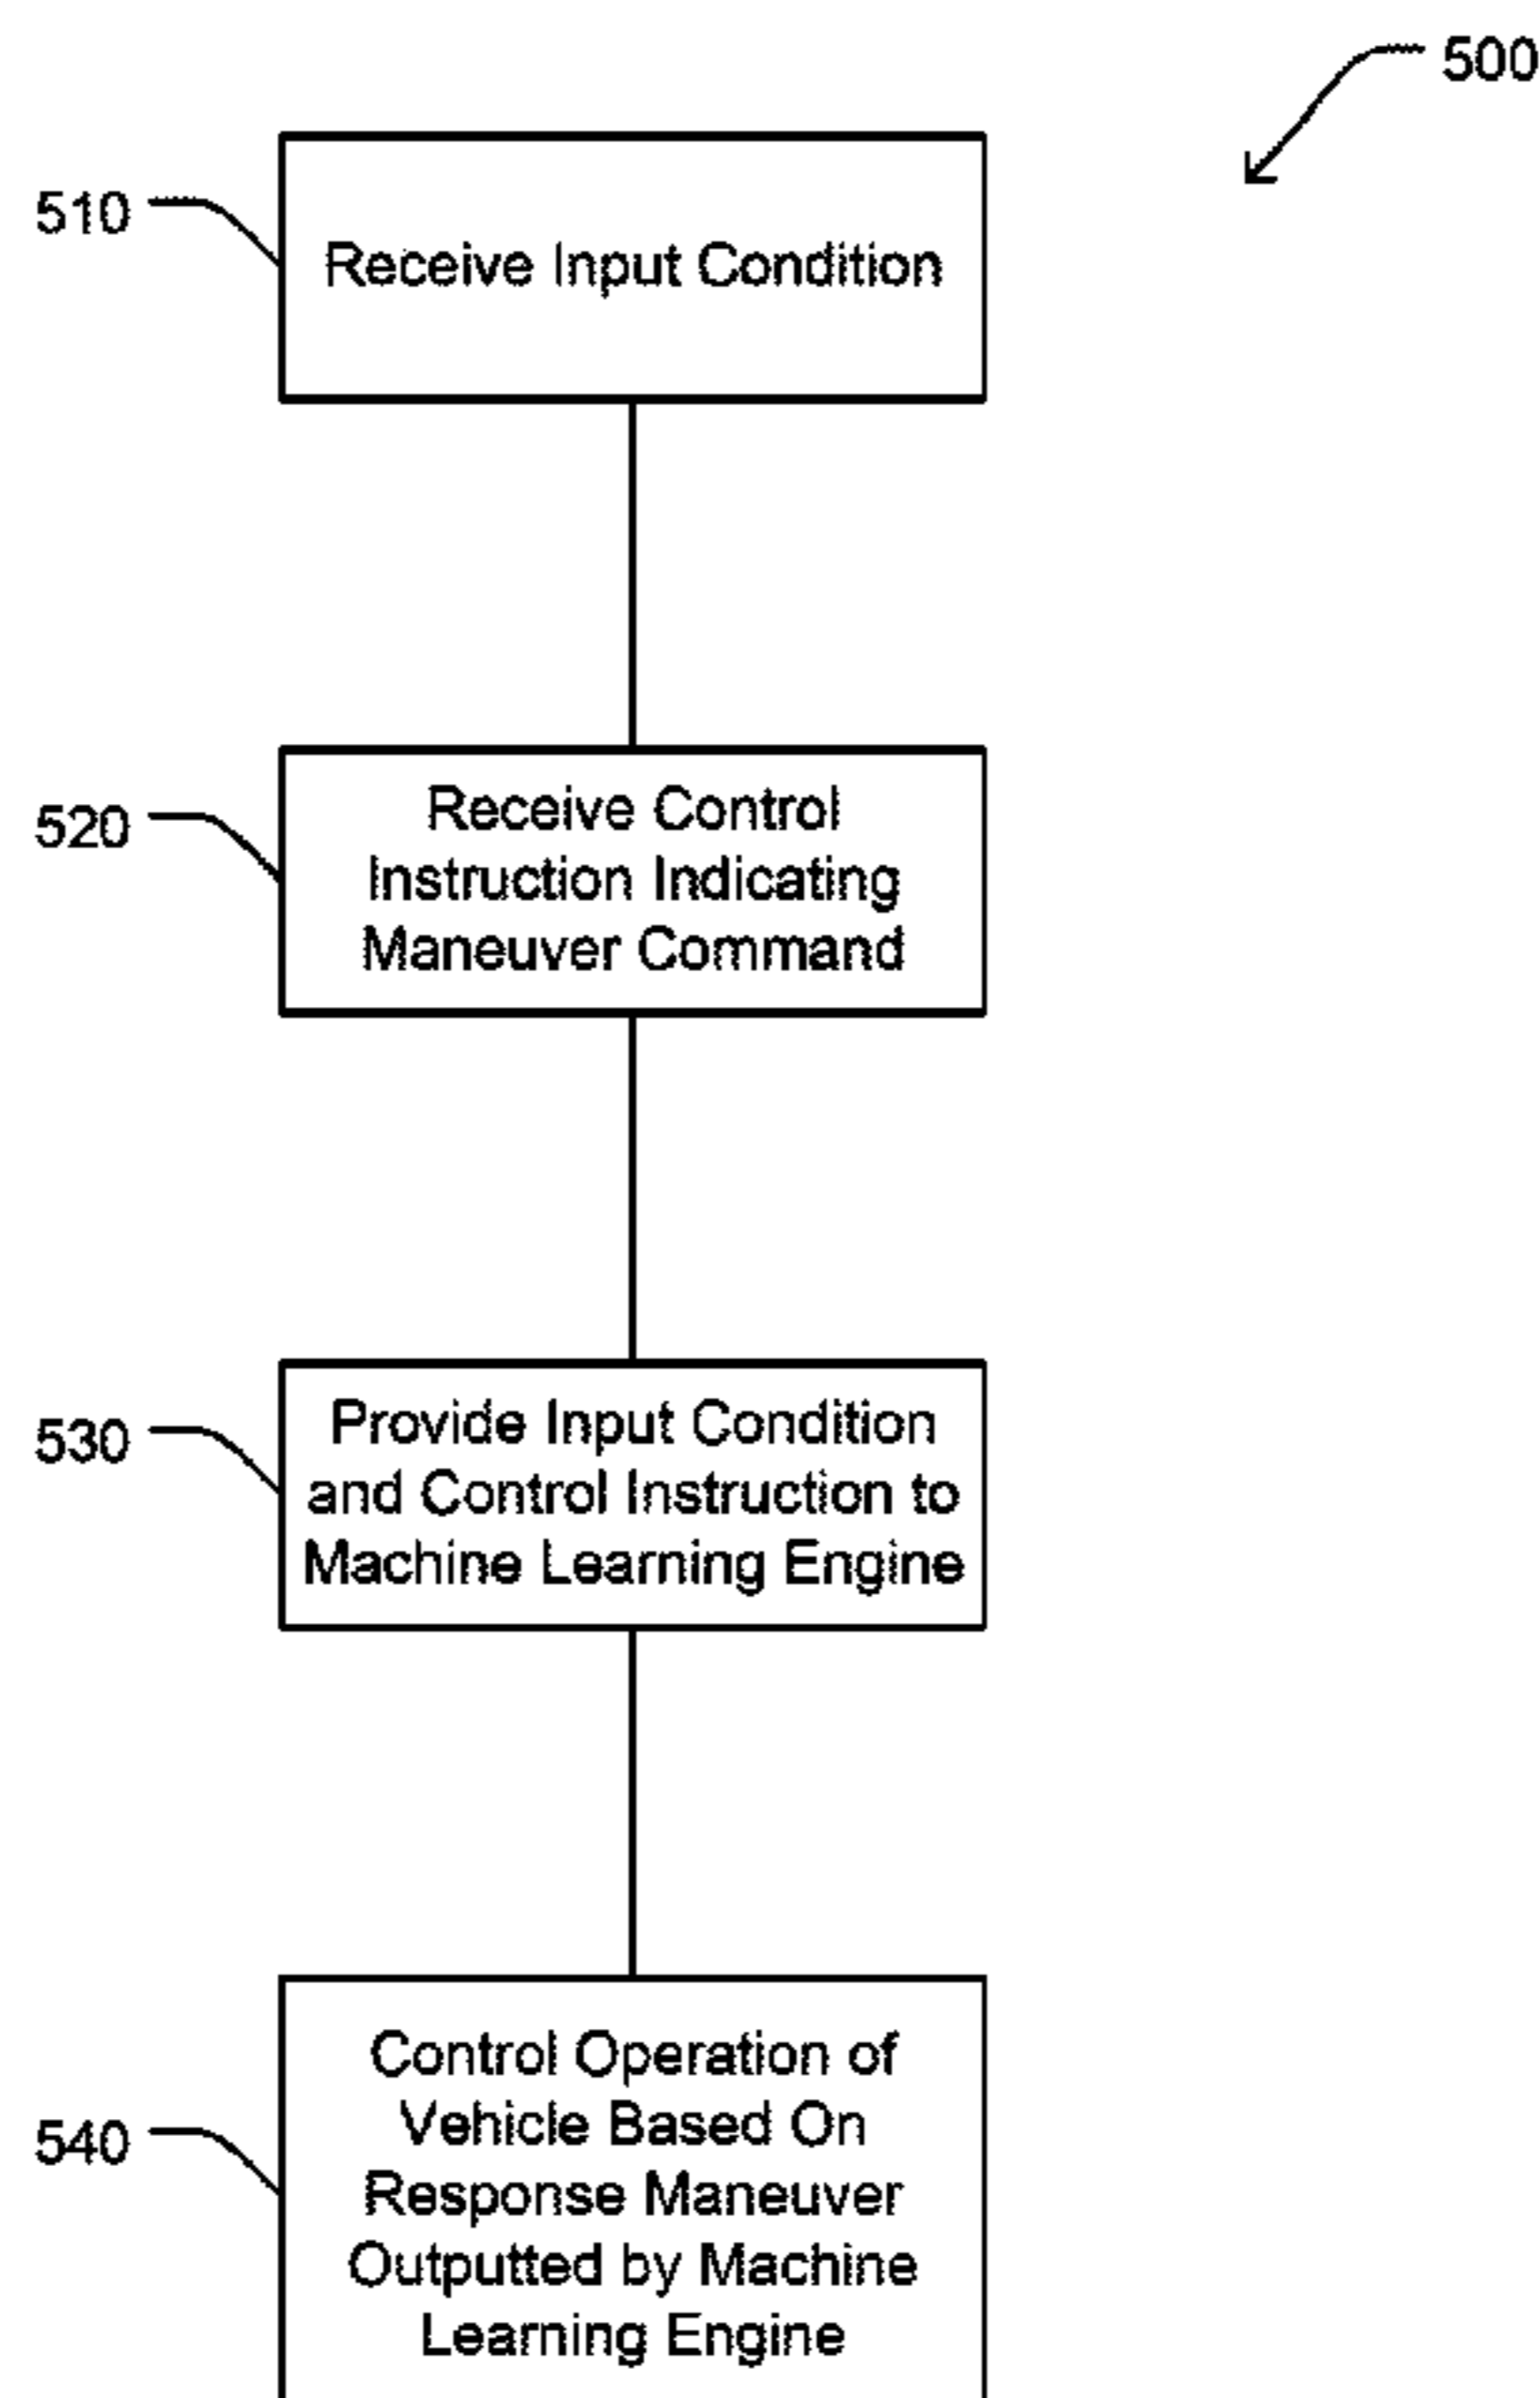 500
510
Receive Input Condition
520
Receive Control
Instruction Indicating
Maneuver Command
530
Provide Input Condition
and Control Instruction to
Machine Learning Engine
540
Control Operation of
Vehicle Based On
Response Maneuver
Outputted by Machine
Learning Engine